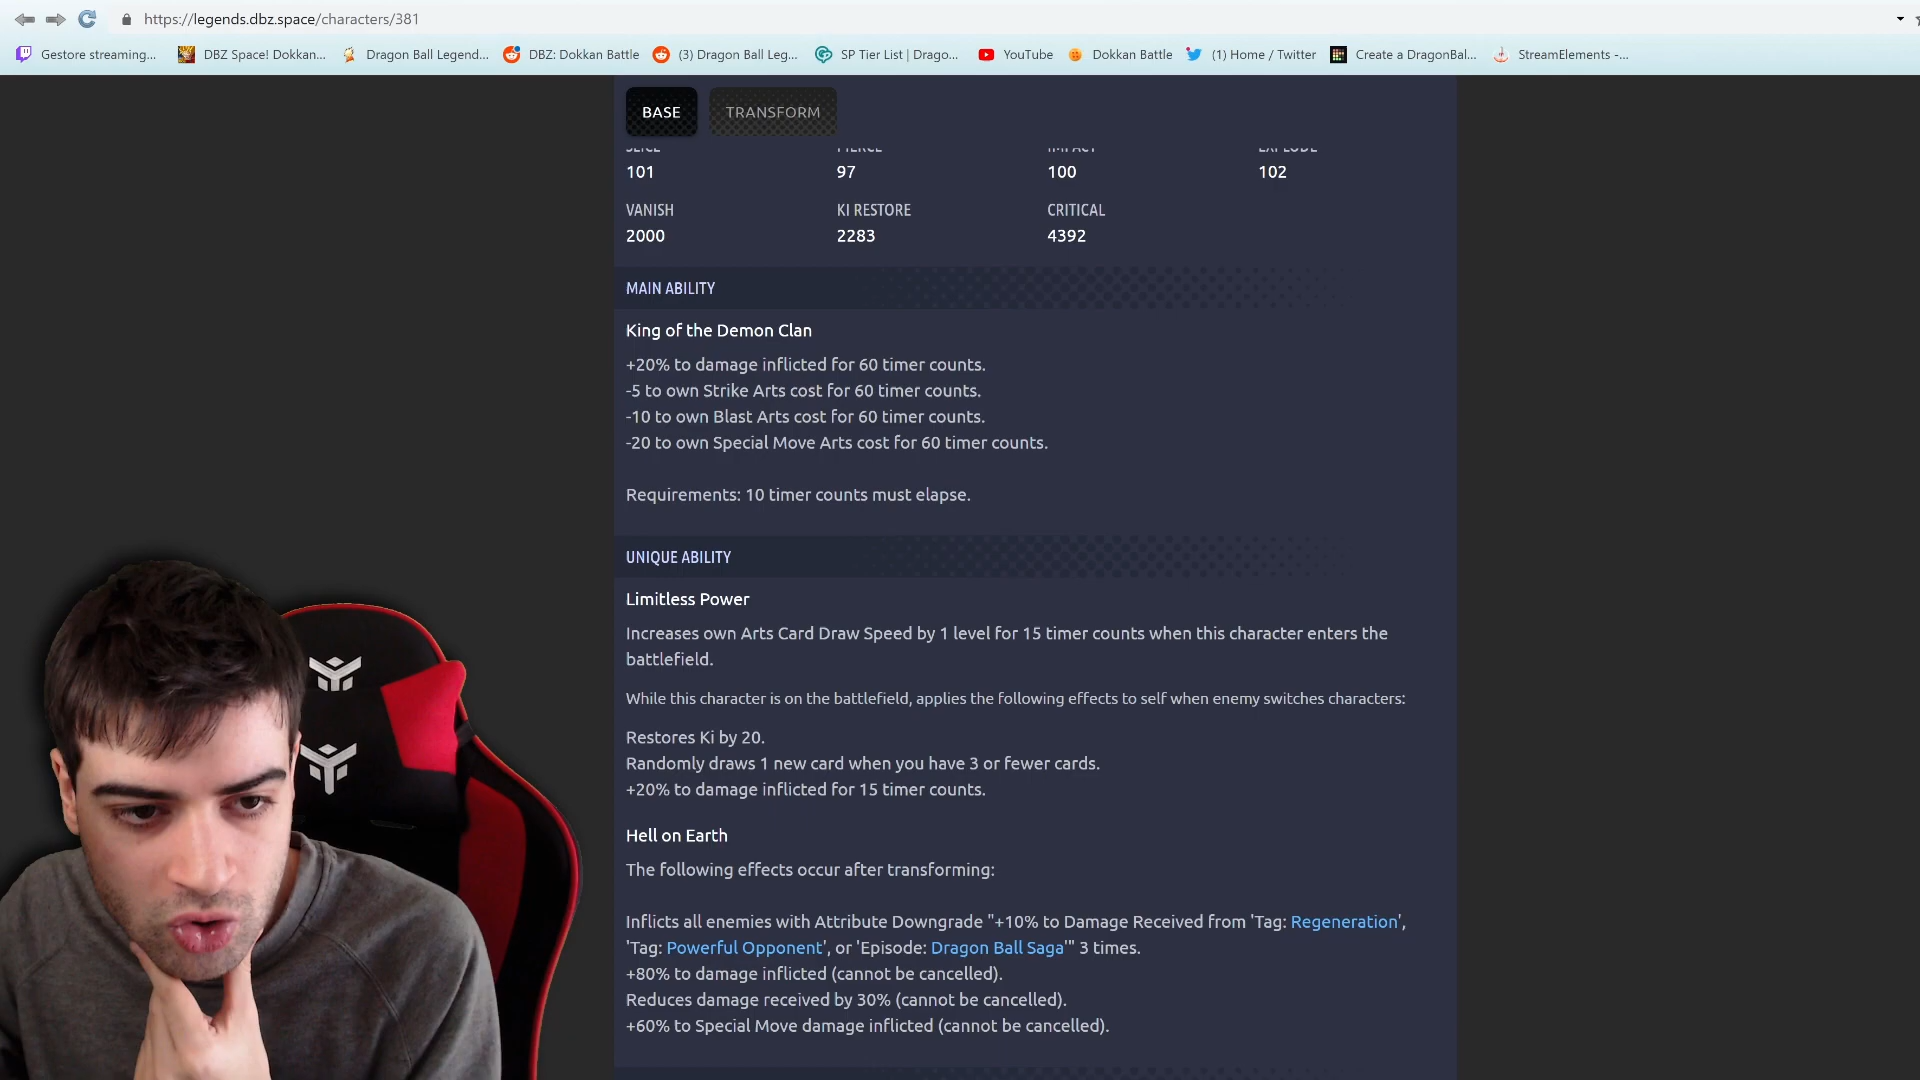 https://legends.dbz.space/characters/381
Gestore streaming... DBZ Space! Dokkan... Dragon Ball Legend... DBZ: Dokkan Battle (3) Dragon Ball Leg... SP Tier List | Drago... YouTube Dokkan Battle (1) Home / Twitter Create a DragonBal... StreamElements -...
BASE TRANSFORM
SLICE PIERCE IMPACT EXPLODE
101 97 100 102
VANISH KI RESTORE CRITICAL
2000 2283 4392
MAIN ABILITY
King of the Demon Clan
+20% to damage inflicted for 60 timer counts.
-5 to own Strike Arts cost for 60 timer counts.
-10 to own Blast Arts cost for 60 timer counts.
-20 to own Special Move Arts cost for 60 timer counts.
Requirements: 10 timer counts must elapse.
UNIQUE ABILITY
Limitless Power
Increases own Arts Card Draw Speed by 1 level for 15 timer counts when this character enters the
battlefield.
While this character is on the battlefield, applies the following effects to self when enemy switches characters:
Restores Ki by 20.
Randomly draws 1 new card when you have 3 or fewer cards.
+20% to damage inflicted for 15 timer counts.
Hell on Earth
The following effects occur after transforming:
Inflicts all enemies with Attribute Downgrade "+10% to Damage Received from 'Tag: Regeneration',
'Tag: Powerful Opponent', or 'Episode: Dragon Ball Saga'" 3 times.
+80% to damage inflicted (cannot be cancelled).
Reduces damage received by 30% (cannot be cancelled).
+60% to Special Move damage inflicted (cannot be cancelled).